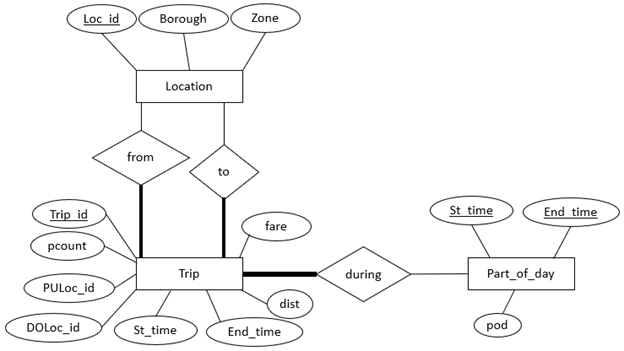 Loc_id
Borough
Zone
Location
from
to
Trip_id
fare
pcount
St_time
End_time
PULoc_id
Trip
during
Part_of_day
DOLoc_id
St_time
End_time
dist
pod